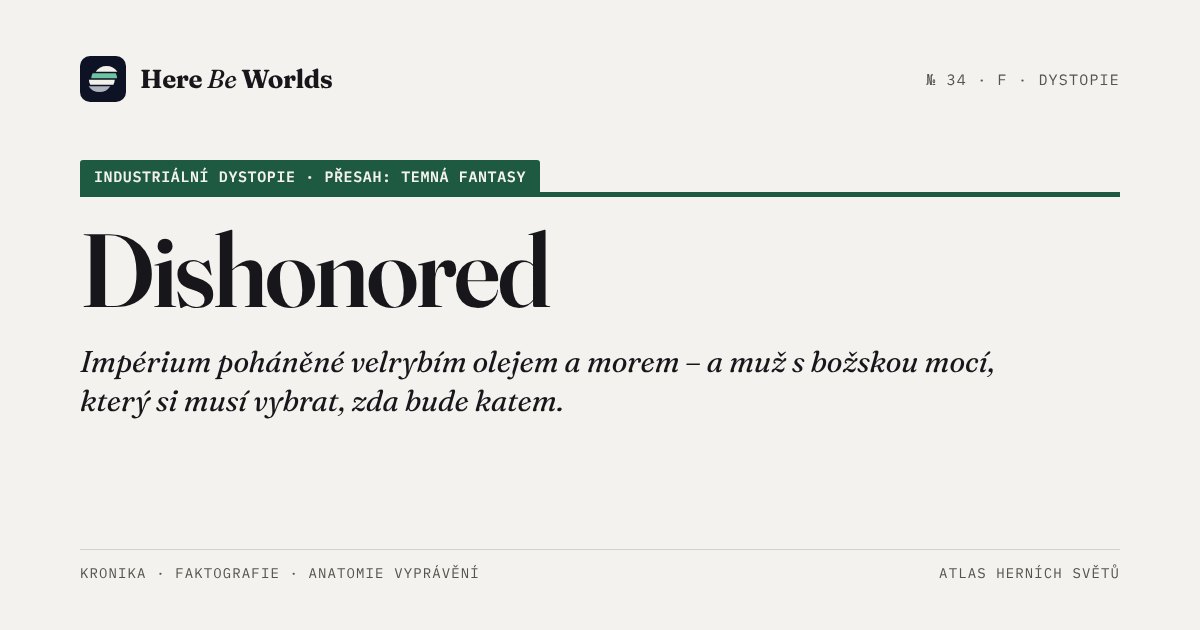 Here Be Worlds
№ 34 · F · DYSTOPIE
INDUSTRIÁLNÍ DYSTOPIE · PŘESAH: TEMNÁ FANTASY
Dishonored
Impérium poháněné velrybím olejem a morem – a muž s božskou mocí,
který si musí vybrat, zda bude katem.
KRONIKA · FAKTOGRAFIE · ANATOMIE VYPRÁVĚNÍ
ATLAS HERNÍCH SVĚTŮ